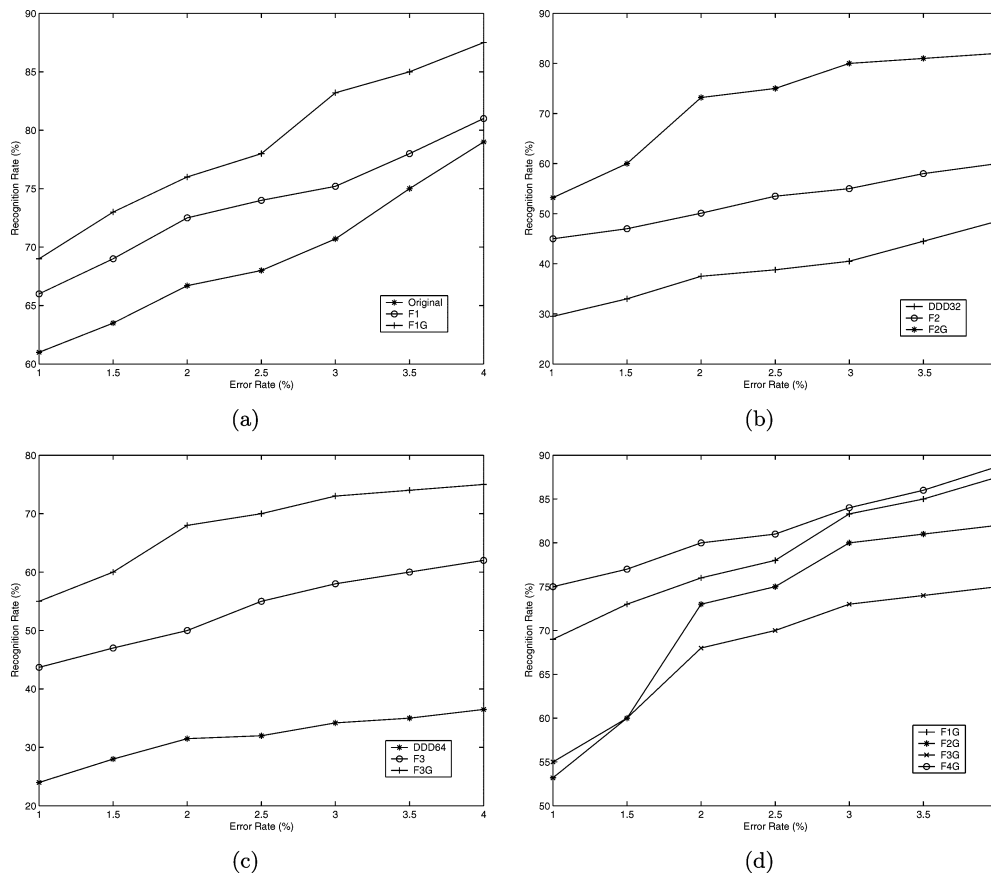 90
85
80
75
70
65
60
Recognition Rate (%)
1 1.5 2 2.5 3 3.5 4
Error Rate (%)
Original
F1
F1G
(a)
90
80
70
60
50
40
30
20
Recognition Rate (%)
1 1.5 2 2.5 3 3.5
Error Rate (%)
DDD32
F2
F2G
(b)
80
70
60
50
40
30
20
Recognition Rate (%)
1 1.5 2 2.5 3 3.5 4
Error Rate (%)
DDD64
F3
F3G
(c)
90
85
80
75
70
65
60
55
50
Recognition Rate (%)
1 1.5 2 2.5 3 3.5
Error Rate (%)
F1G
F2G
F3G
F4G
(d)